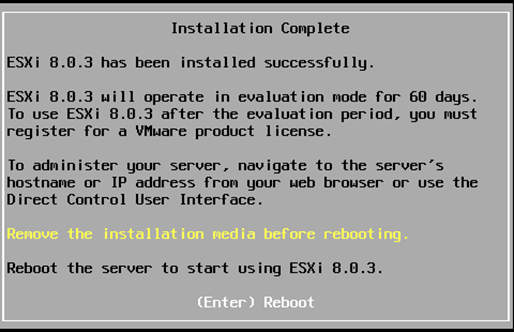 Installation Complete
ESXi 8.0.3 has been installed successfully.
ESXi 8.0.3 will operate in evaluation mode for 60 days.
To use ESXi 8.0.3 after the evaluation period, you must
register for a VMware product license.
To administer your server, navigate to the server's
hostname or IP address from your web browser or use the
Direct Control User Interface.
Remove the installation media before rebooting.
Reboot the server to start using ESXi 8.0.3.
(Enter) Reboot